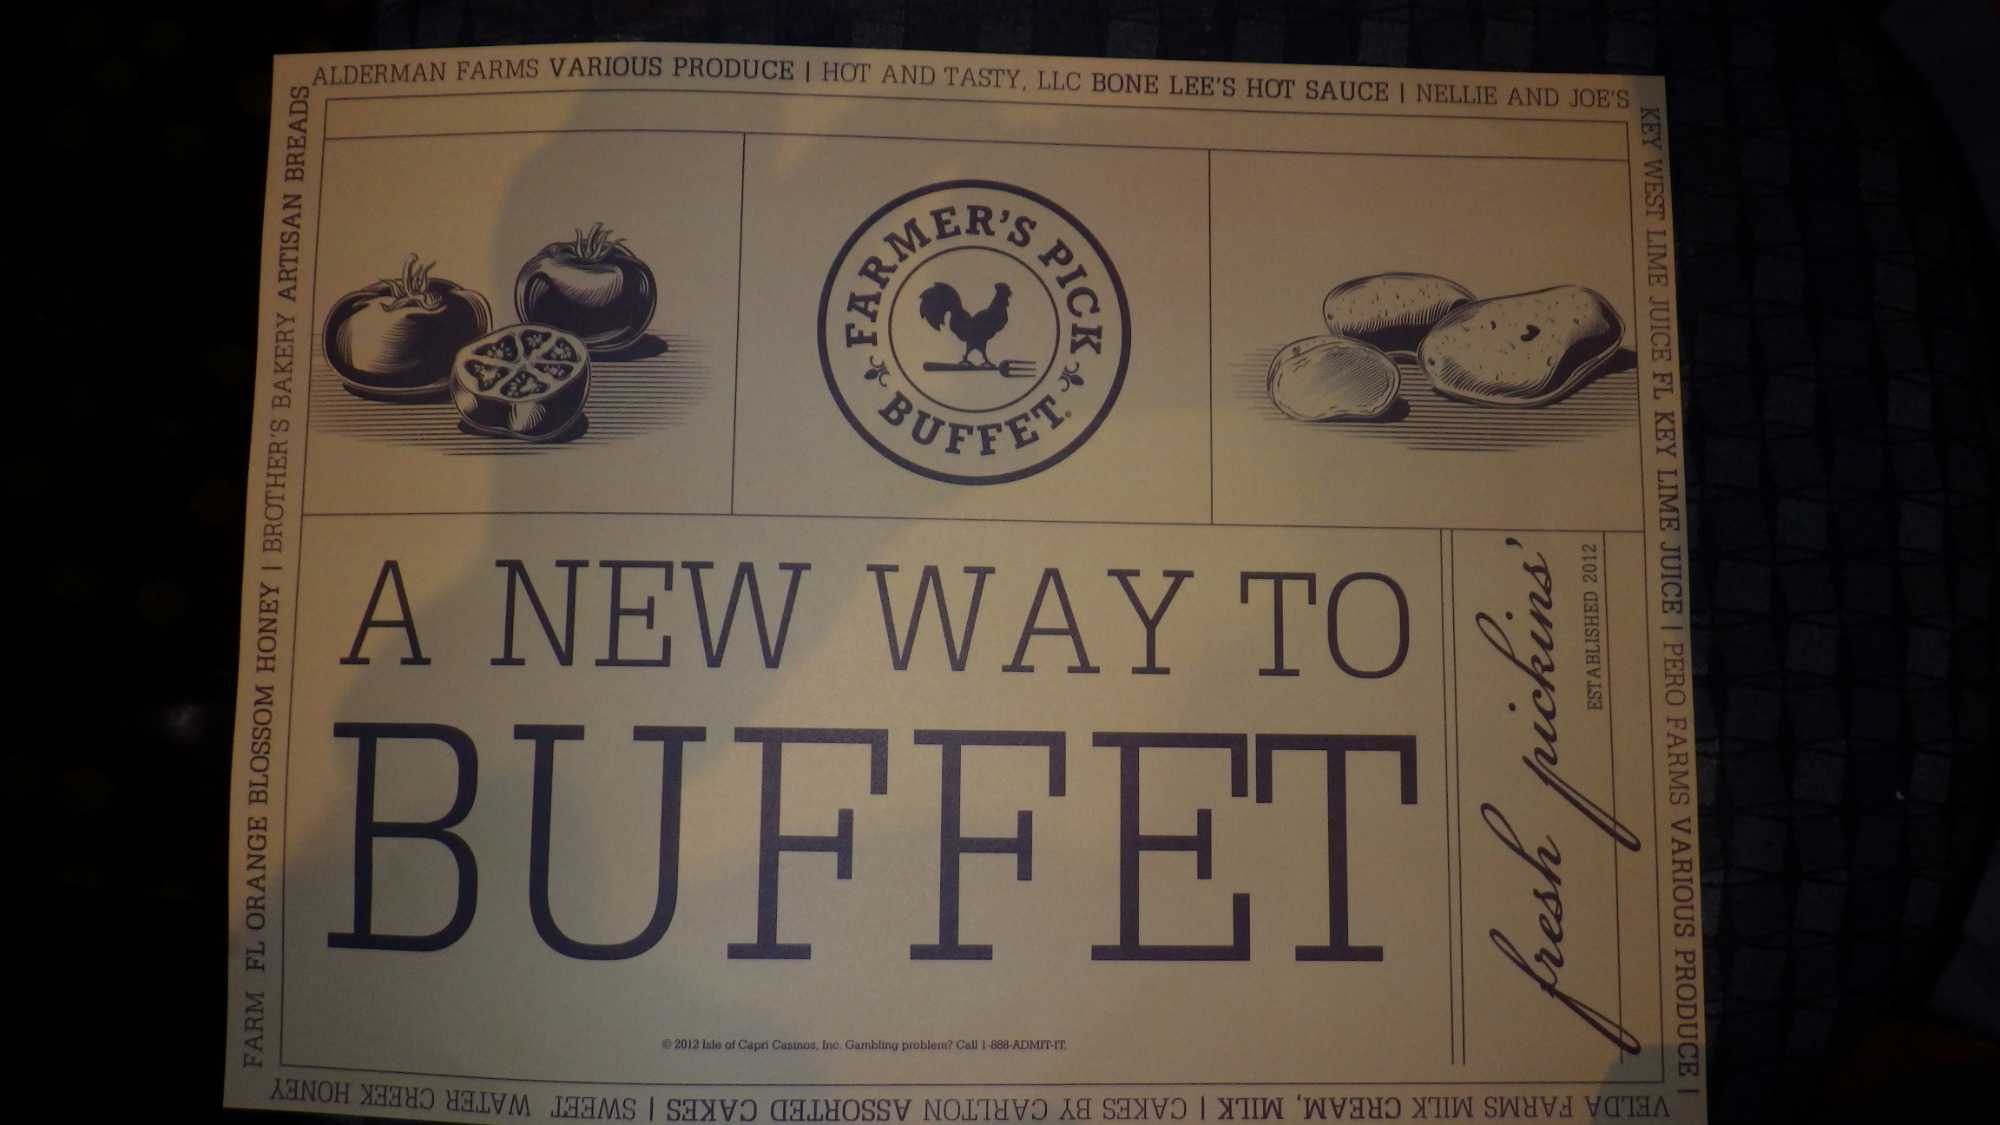 ALDERMAN FARMS VARIOUS PRODUCE | HOT AND TASTY, LLC BONE LEE'S HOT SAUCE | NELLIE AND JOE'S
KEY WEST LIME JUICE FL KEY LIME JUICE | PERO FARMS VARIOUS PRODUCE |
VELDA FARMS MILK CREAM, MILK | CAKES BY CARLTON ASSORTED CAKES | SWEET WATER CREEK HONEY
FARM FL ORANGE BLOSSOM HONEY | BROTHER'S BAKERY ARTISAN BREADS
FARMER'S PICK
BUFFET®
A NEW WAY TO
BUFFET
fresh pickins'
ESTABLISHED 2012
© 2012 Isle of Capri Casinos, Inc. Gambling problem? Call 1-888-ADMIT-IT.